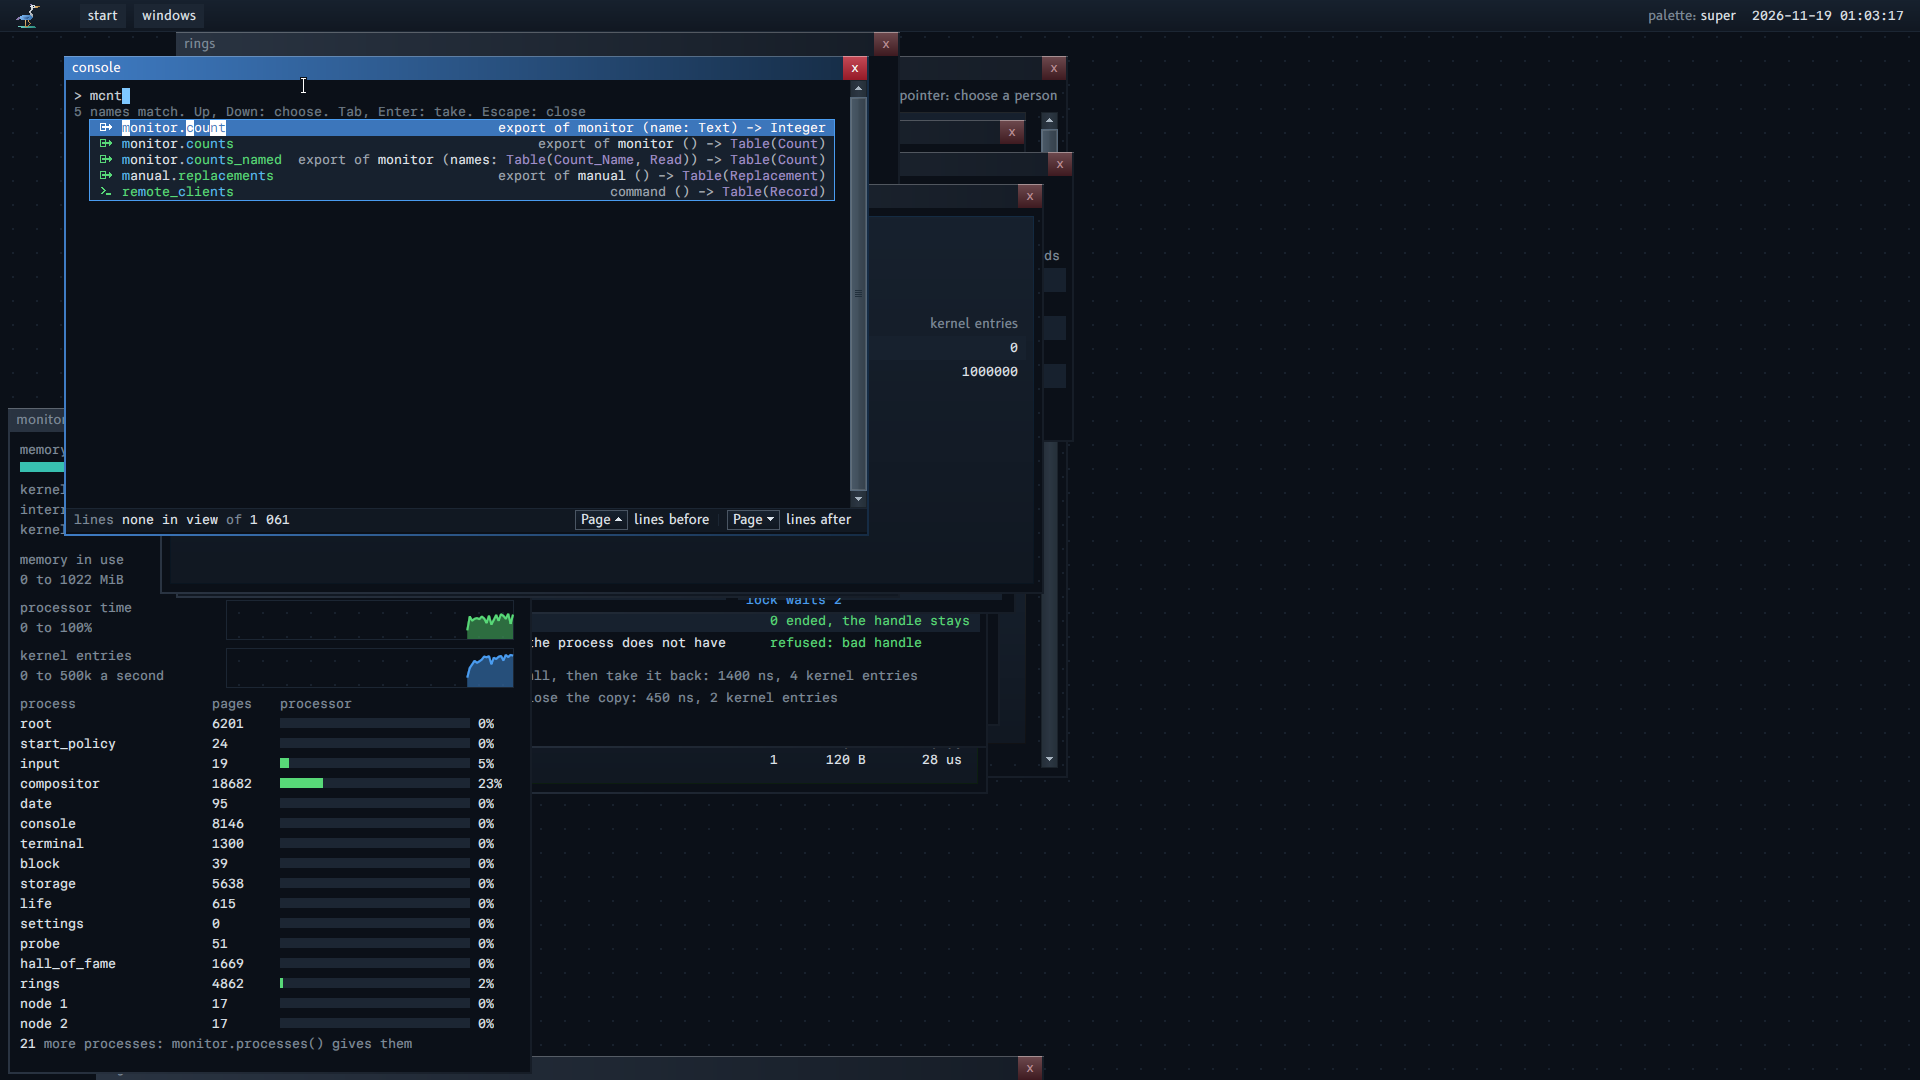 start windows palette: super 2026-11-19 01:03:17
rings x
console x
x
> mcnt
pointer: choose a person
5 names match. Up, Down: choose. Tab, Enter: take. Escape: close
monitor.count export of monitor (name: Text) -> Integer
x
monitor.counts export of monitor () -> Table(Count)
monitor.counts_named export of monitor (names: Table(Count_Name, Read)) -> Table(Count)
x
manual.replacements export of manual () -> Table(Replacement)
>_ remote_clients command () -> Table(Record)
x
ds
kernel entries
0
1000000
lines none in view of 1 061 Page lines before Page lines after
monitor
memory
kernel
kernel
memory in use
0 to 1022 MiB
lock waits 2
processor time
0 to 100%
0 ended, the handle stays
the process does not have refused: bad handle
kernel entries
0 to 500k a second
all, then take it back: 1400 ns, 4 kernel entries
lose the copy: 450 ns, 2 kernel entries
1 120 B 28 us
process pages processor
root 6201 0%
start_policy 24 0%
input 19 5%
compositor 18682 23%
date 95 0%
console 8146 0%
terminal 1300 0%
block 39 0%
storage 5638 0%
life 615 0%
settings 0 0%
probe 51 0%
hall_of_fame 1669 0%
rings 4862 2%
node 1 17 0%
node 2 17 0%
21 more processes: monitor.processes() gives them
x